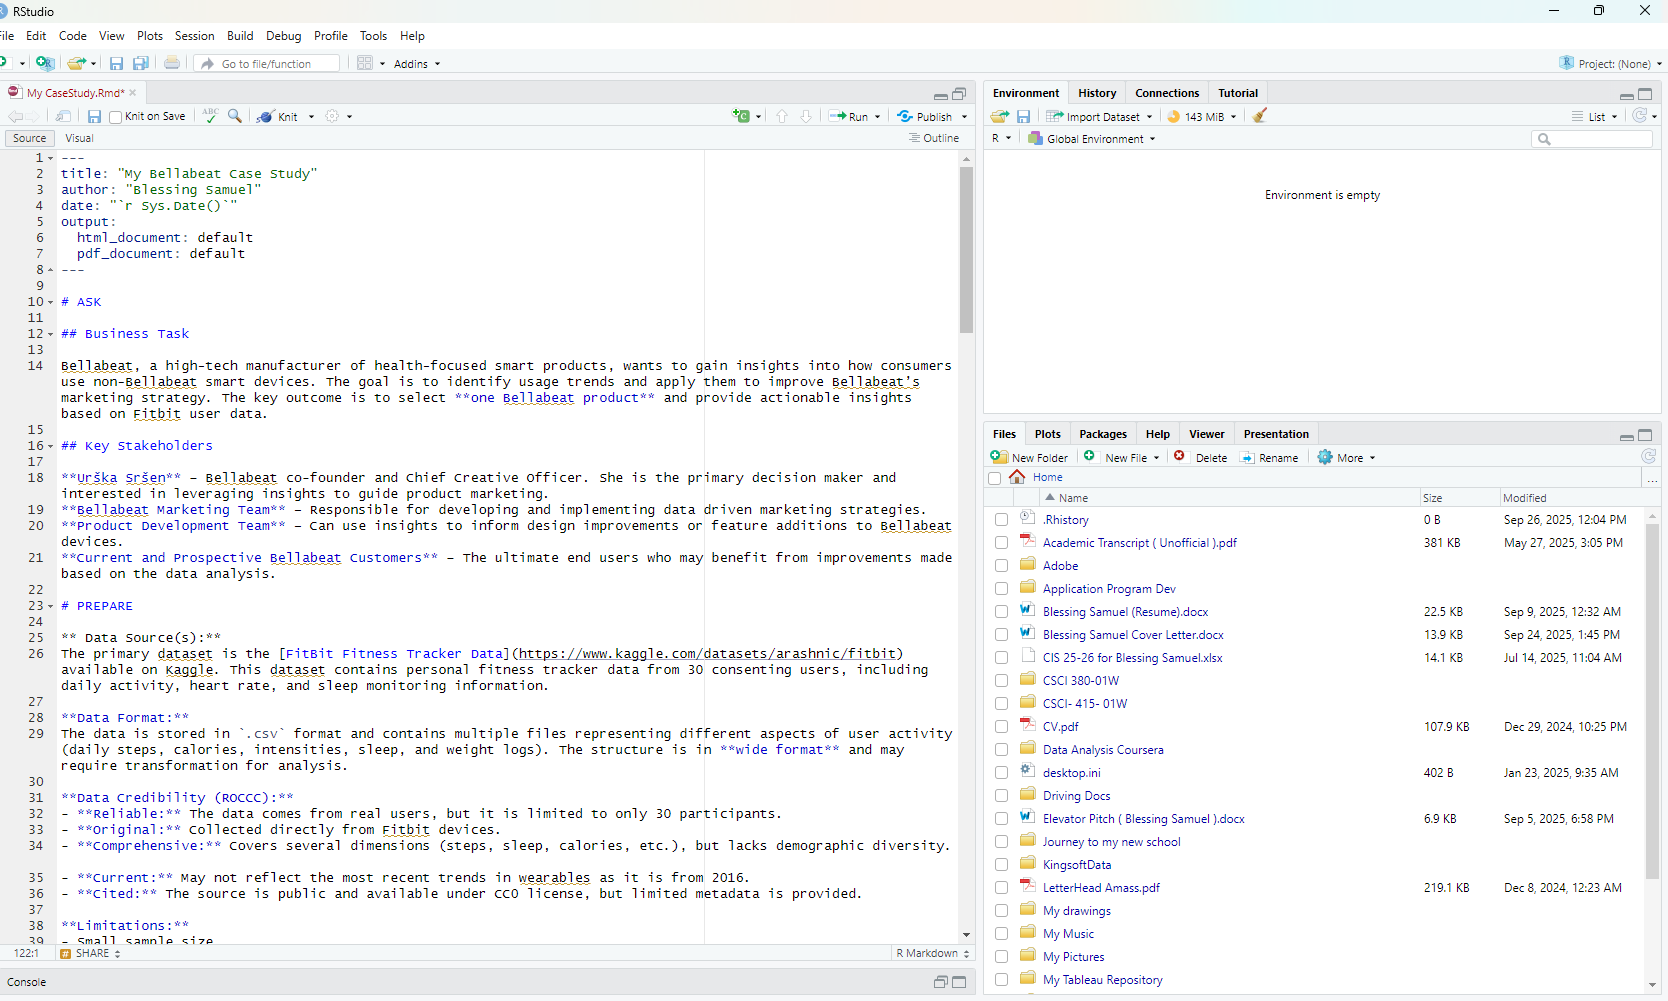 RStudio
File Edit Code View Plots Session Build Debug Profile Tools Help
Go to file/function Addins Project: (None)
My CaseStudy.Rmd*
Knit on Save ABC Knit Run Publish
Source Visual Outline
1 ---
2 title: "My Bellabeat Case Study"
3 author: "Blessing Samuel"
4 date: "`r Sys.Date()`"
5 output:
6 html_document: default
7 pdf_document: default
8 ---
9
10 # ASK
11
12 ## Business Task
13
14 Bellabeat, a high-tech manufacturer of health-focused smart products, wants to gain insights into how consumers
use non-Bellabeat smart devices. The goal is to identify usage trends and apply them to improve Bellabeat's
marketing strategy. The key outcome is to select **one Bellabeat product** and provide actionable insights
based on Fitbit user data.
15
16 ## Key Stakeholders
17
18 **Urška Sršen** – Bellabeat co-founder and Chief Creative Officer. She is the primary decision maker and
interested in leveraging insights to guide product marketing.
19 **Bellabeat Marketing Team** – Responsible for developing and implementing data driven marketing strategies.
20 **Product Development Team** – Can use insights to inform design improvements or feature additions to Bellabeat
devices.
21 **Current and Prospective Bellabeat Customers** – The ultimate end users who may benefit from improvements made
based on the data analysis.
22
23 # PREPARE
24
25 ** Data Source(s):**
26 The primary dataset is the [FitBit Fitness Tracker Data](https://www.kaggle.com/datasets/arashnic/fitbit)
available on Kaggle. This dataset contains personal fitness tracker data from 30 consenting users, including
daily activity, heart rate, and sleep monitoring information.
27
28 **Data Format:**
29 The data is stored in `.csv` format and contains multiple files representing different aspects of user activity
(daily steps, calories, intensities, sleep, and weight logs). The structure is in **wide format** and may
require transformation for analysis.
30
31 **Data Credibility (ROCCC):**
32 - **Reliable:** The data comes from real users, but it is limited to only 30 participants.
33 - **Original:** Collected directly from Fitbit devices.
34 - **Comprehensive:** Covers several dimensions (steps, sleep, calories, etc.), but lacks demographic diversity.
35 - **Current:** May not reflect the most recent trends in wearables as it is from 2016.
36 - **Cited:** The source is public and available under CC0 license, but limited metadata is provided.
37
38 **Limitations:**
39 - Small sample size
122:1 # SHARE R Markdown
Console
Environment History Connections Tutorial
Import Dataset 143 MiB List
R Global Environment
Environment is empty
Files Plots Packages Help Viewer Presentation
New Folder New File Delete Rename More
Home ...
Name Size Modified
.Rhistory 0 B Sep 26, 2025, 12:04 PM
Academic Transcript ( Unofficial ).pdf 381 KB May 27, 2025, 3:05 PM
Adobe
Application Program Dev
Blessing Samuel (Resume).docx 22.5 KB Sep 9, 2025, 12:32 AM
Blessing Samuel Cover Letter.docx 13.9 KB Sep 24, 2025, 1:45 PM
CIS 25-26 for Blessing Samuel.xlsx 14.1 KB Jul 14, 2025, 11:04 AM
CSCI 380-01W
CSCI- 415- 01W
CV.pdf 107.9 KB Dec 29, 2024, 10:25 PM
Data Analysis Coursera
desktop.ini 402 B Jan 23, 2025, 9:35 AM
Driving Docs
Elevator Pitch ( Blessing Samuel ).docx 6.9 KB Sep 5, 2025, 6:58 PM
Journey to my new school
KingsoftData
LetterHead Amass.pdf 219.1 KB Dec 8, 2024, 12:23 AM
My drawings
My Music
My Pictures
My Tableau Repository